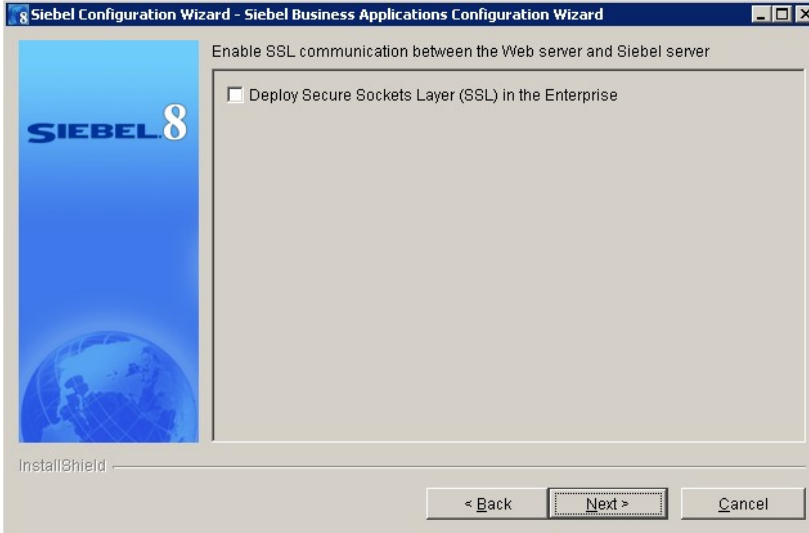 Siebel Configuration Wizard - Siebel Business Applications Configuration Wizard
Enable SSL communication between the Web server and Siebel server
Deploy Secure Sockets Layer (SSL) in the Enterprise
SIEBEL.8
InstallShield
< Back
Next >
Cancel